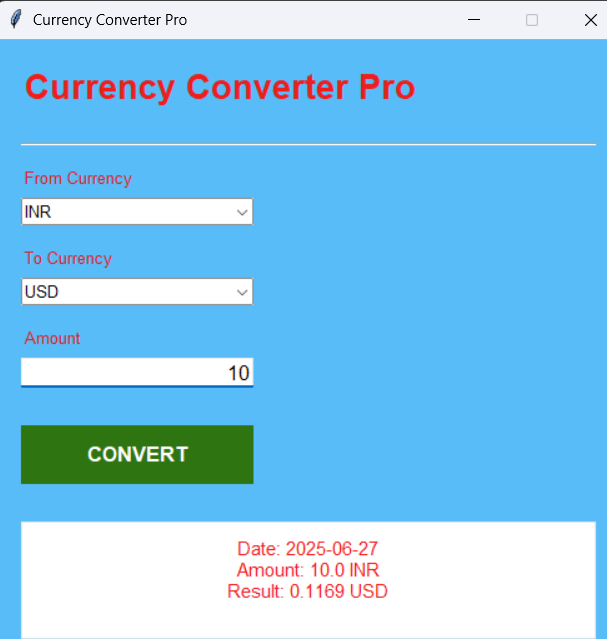 Currency Converter Pro
Currency Converter Pro
From Currency
INR
To Currency
USD
Amount
10
CONVERT
Date: 2025-06-27
Amount: 10.0 INR
Result: 0.1169 USD